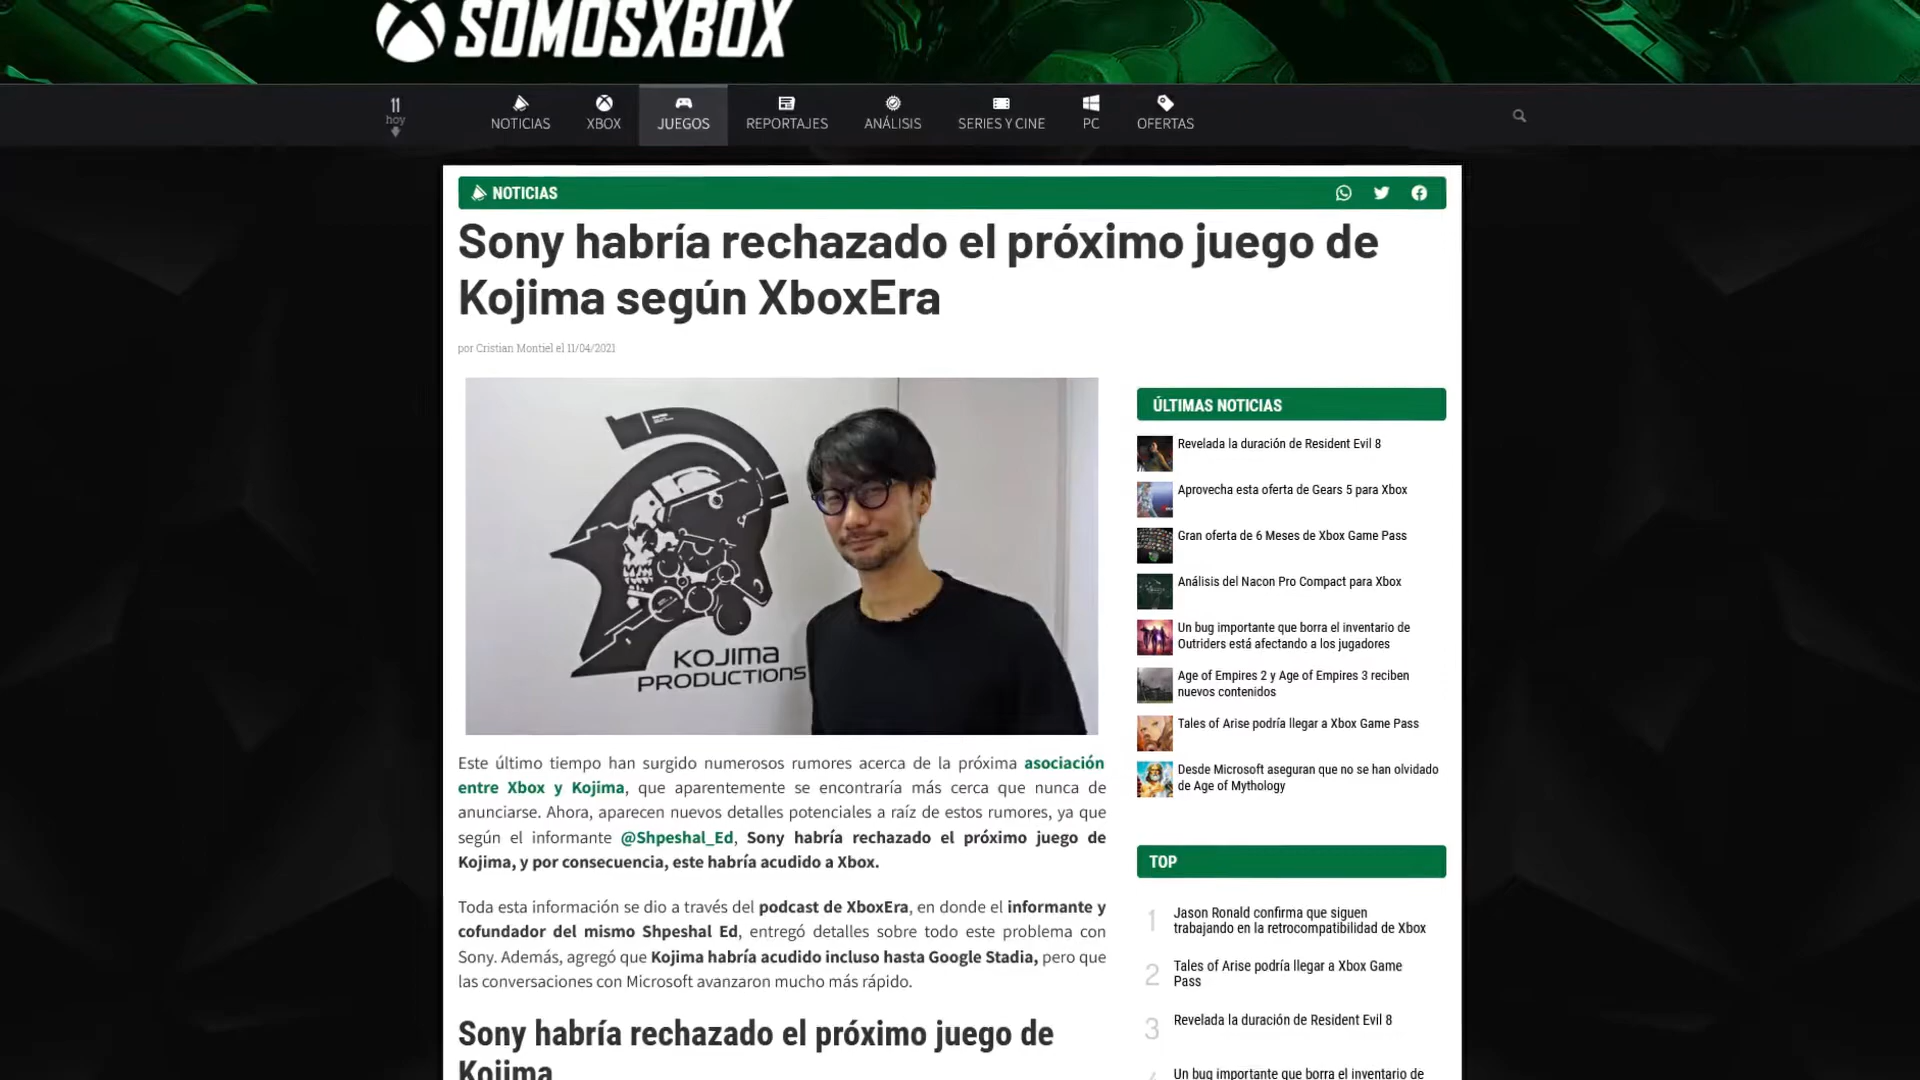 SOMOSXBOX
11
hoy
NOTICIAS
XBOX
JUEGOS
REPORTAJES
ANÁLISIS
SERIES Y CINE
PC
OFERTAS
NOTICIAS
Sony habría rechazado el próximo juego de
Kojima según XboxEra
por Cristian Montiel el 11/04/2021
KOJIMA
PRODUCTIONS
Este último tiempo han surgido numerosos rumores acerca de la próxima asociación
entre Xbox y Kojima, que aparentemente se encontraría más cerca que nunca de
anunciarse. Ahora, aparecen nuevos detalles potenciales a raíz de estos rumores, ya que
según el informante @Shpeshal_Ed, Sony habría rechazado el próximo juego de
Kojima, y por consecuencia, este habría acudido a Xbox.
Toda esta información se dio a través del podcast de XboxEra, en donde el informante y
cofundador del mismo Shpeshal Ed, entregó detalles sobre todo este problema con
Sony. Además, agregó que Kojima habría acudido incluso hasta Google Stadia, pero que
las conversaciones con Microsoft avanzaron mucho más rápido.
Sony habría rechazado el próximo juego de
Kojima
ÚLTIMAS NOTICIAS
Revelada la duración de Resident Evil 8
Aprovecha esta oferta de Gears 5 para Xbox
Gran oferta de 6 Meses de Xbox Game Pass
Análisis del Nacon Pro Compact para Xbox
Un bug importante que borra el inventario de
Outriders está afectando a los jugadores
Age of Empires 2 y Age of Empires 3 reciben
nuevos contenidos
Tales of Arise podría llegar a Xbox Game Pass
Desde Microsoft aseguran que no se han olvidado
de Age of Mythology
TOP
1
Jason Ronald confirma que siguen
trabajando en la retrocompatibilidad de Xbox
2
Tales of Arise podría llegar a Xbox Game
Pass
3
Revelada la duración de Resident Evil 8
Un bug importante que borra el inventario de